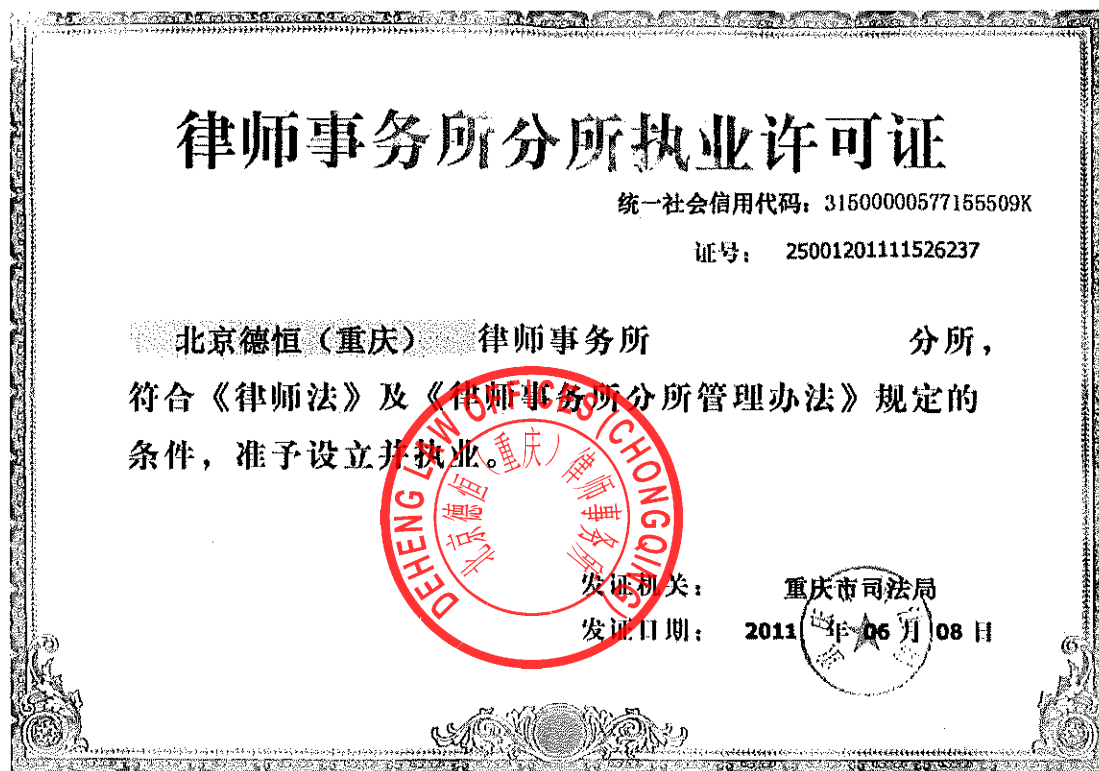 律师事务所分所执业许可证
统一社会信用代码：31500000577155509K
证号： 25001201111526237
北京德恒（重庆） 律师事务所 分所，
符合《律师法》及《律师事务所分所管理办法》规定的
条件，准予设立并执业。
DEHENG LAW OFFICES (CHONGQING)
北京德恒（重庆）律师事务所
发证机关： 重庆市司法局
发证日期： 2011 年 06 月 08 日